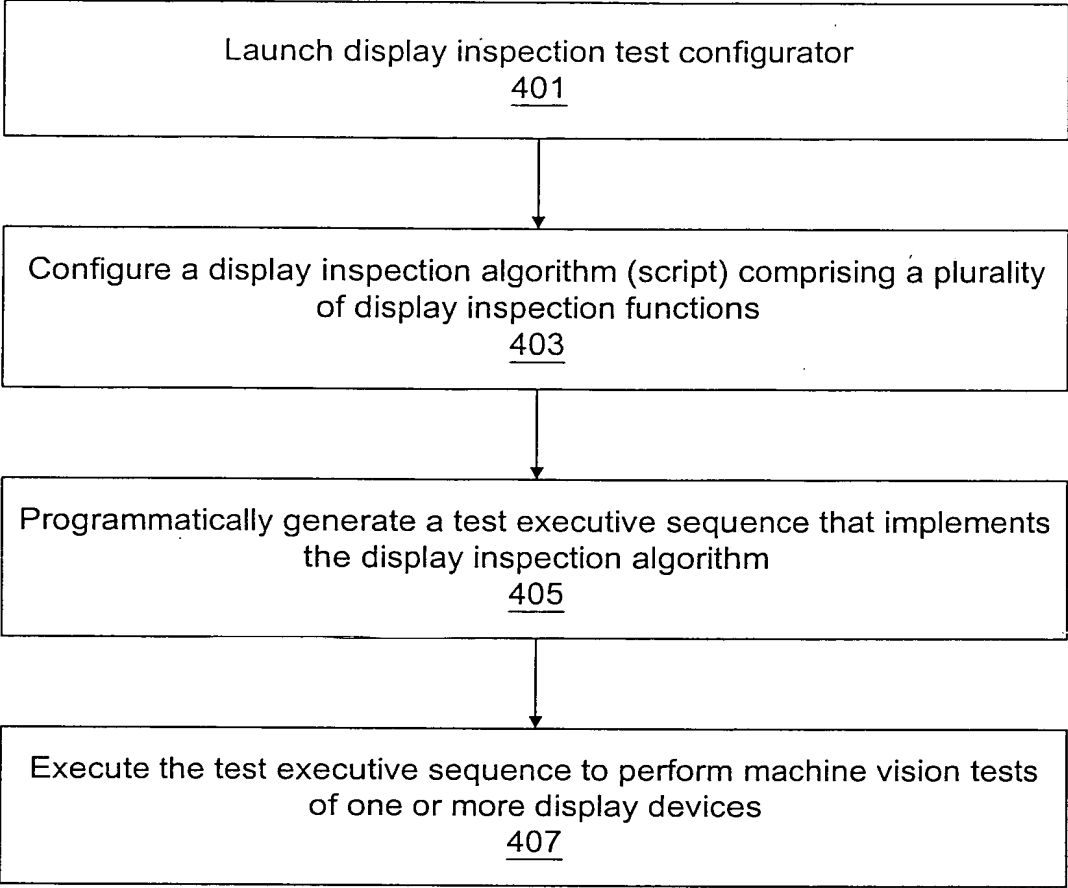 Launch display inspection test configurator
401
Configure a display inspection algorithm (script) comprising a plurality
of display inspection functions
403
Programmatically generate a test executive sequence that implements
the display inspection algorithm
405
Execute the test executive sequence to perform machine vision tests
of one or more display devices
407